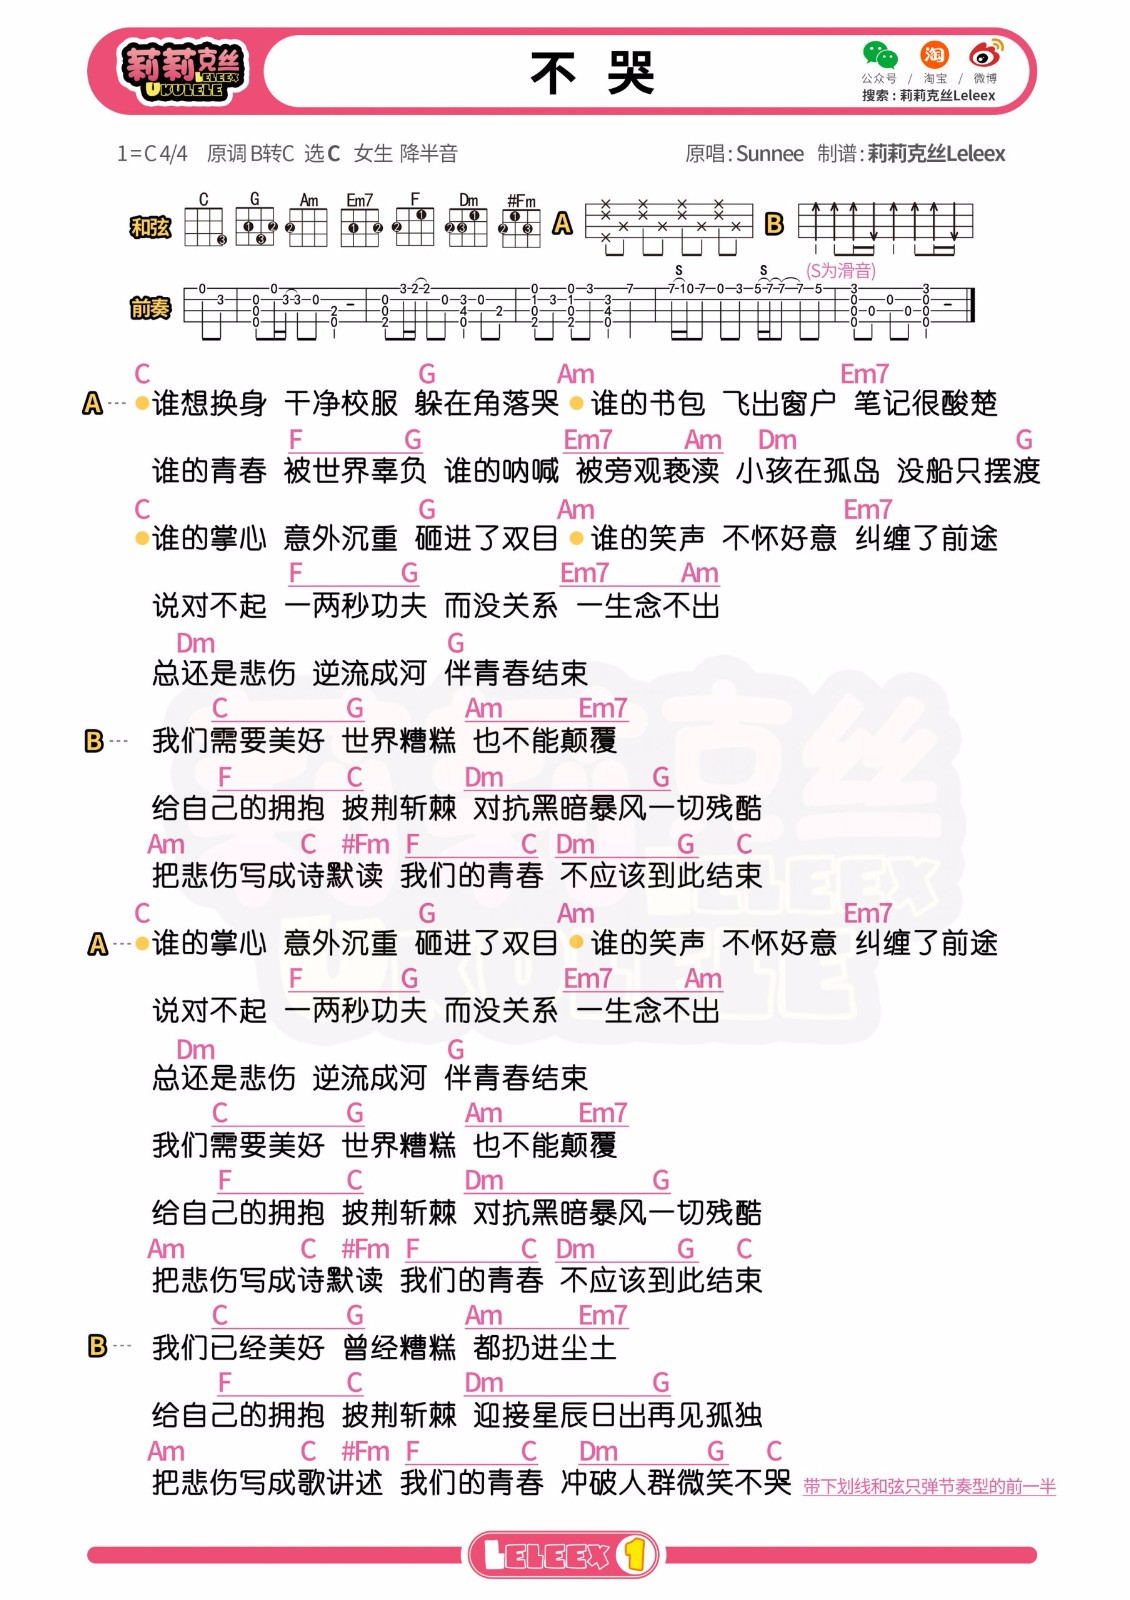 莉莉克丝
LELEEX
UKULELE
不 哭
公众号 / 淘宝 / 微博
搜索：莉莉克丝Leleex
1=C 4/4 原调B转C 选C 女生 降半音
原唱：Sunnee 制谱：莉莉克丝Leleex
和弦 C G Am Em7 F Dm #Fm A B
S S (S为滑音)
前奏
C G Am Em7
A 谁想换身 干净校服 躲在角落哭 谁的书包 飞出窗户 笔记很酸楚
F G Em7 Am Dm G
谁的青春 被世界辜负 谁的呐喊 被旁观亵渎 小孩在孤岛 没船只摆渡
C G Am Em7
谁的掌心 意外沉重 砸进了双目 谁的笑声 不怀好意 纠缠了前途
F G Em7 Am
说对不起 一两秒功夫 而没关系 一生念不出
Dm G
总还是悲伤 逆流成河 伴青春结束
C G Am Em7
B 我们需要美好 世界糟糕 也不能颠覆
F C Dm G
给自己的拥抱 披荆斩棘 对抗黑暗暴风一切残酷
Am C #Fm F C Dm G C
把悲伤写成诗默读 我们的青春 不应该到此结束
C G Am Em7
A 谁的掌心 意外沉重 砸进了双目 谁的笑声 不怀好意 纠缠了前途
F G Em7 Am
说对不起 一两秒功夫 而没关系 一生念不出
Dm G
总还是悲伤 逆流成河 伴青春结束
C G Am Em7
我们需要美好 世界糟糕 也不能颠覆
F C Dm G
给自己的拥抱 披荆斩棘 对抗黑暗暴风一切残酷
Am C #Fm F C Dm G C
把悲伤写成诗默读 我们的青春 不应该到此结束
C G Am Em7
B 我们已经美好 曾经糟糕 都扔进尘土
F C Dm G
给自己的拥抱 披荆斩棘 迎接星辰日出再见孤独
Am C #Fm F C Dm G C
把悲伤写成歌讲述 我们的青春 冲破人群微笑不哭 带下划线和弦只弹节奏型的前一半
LELEEX 1